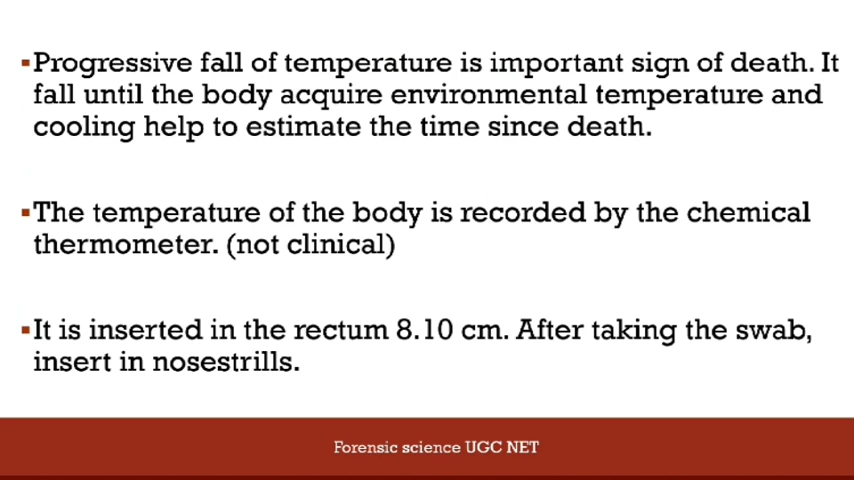 ▪Progressive fall of temperature is important sign of death. It
fall until the body acquire environmental temperature and
cooling help to estimate the time since death.
▪The temperature of the body is recorded by the chemical
thermometer. (not clinical)
▪It is inserted in the rectum 8.10 cm. After taking the swab,
insert in nosestrills.
Forensic science UGC NET